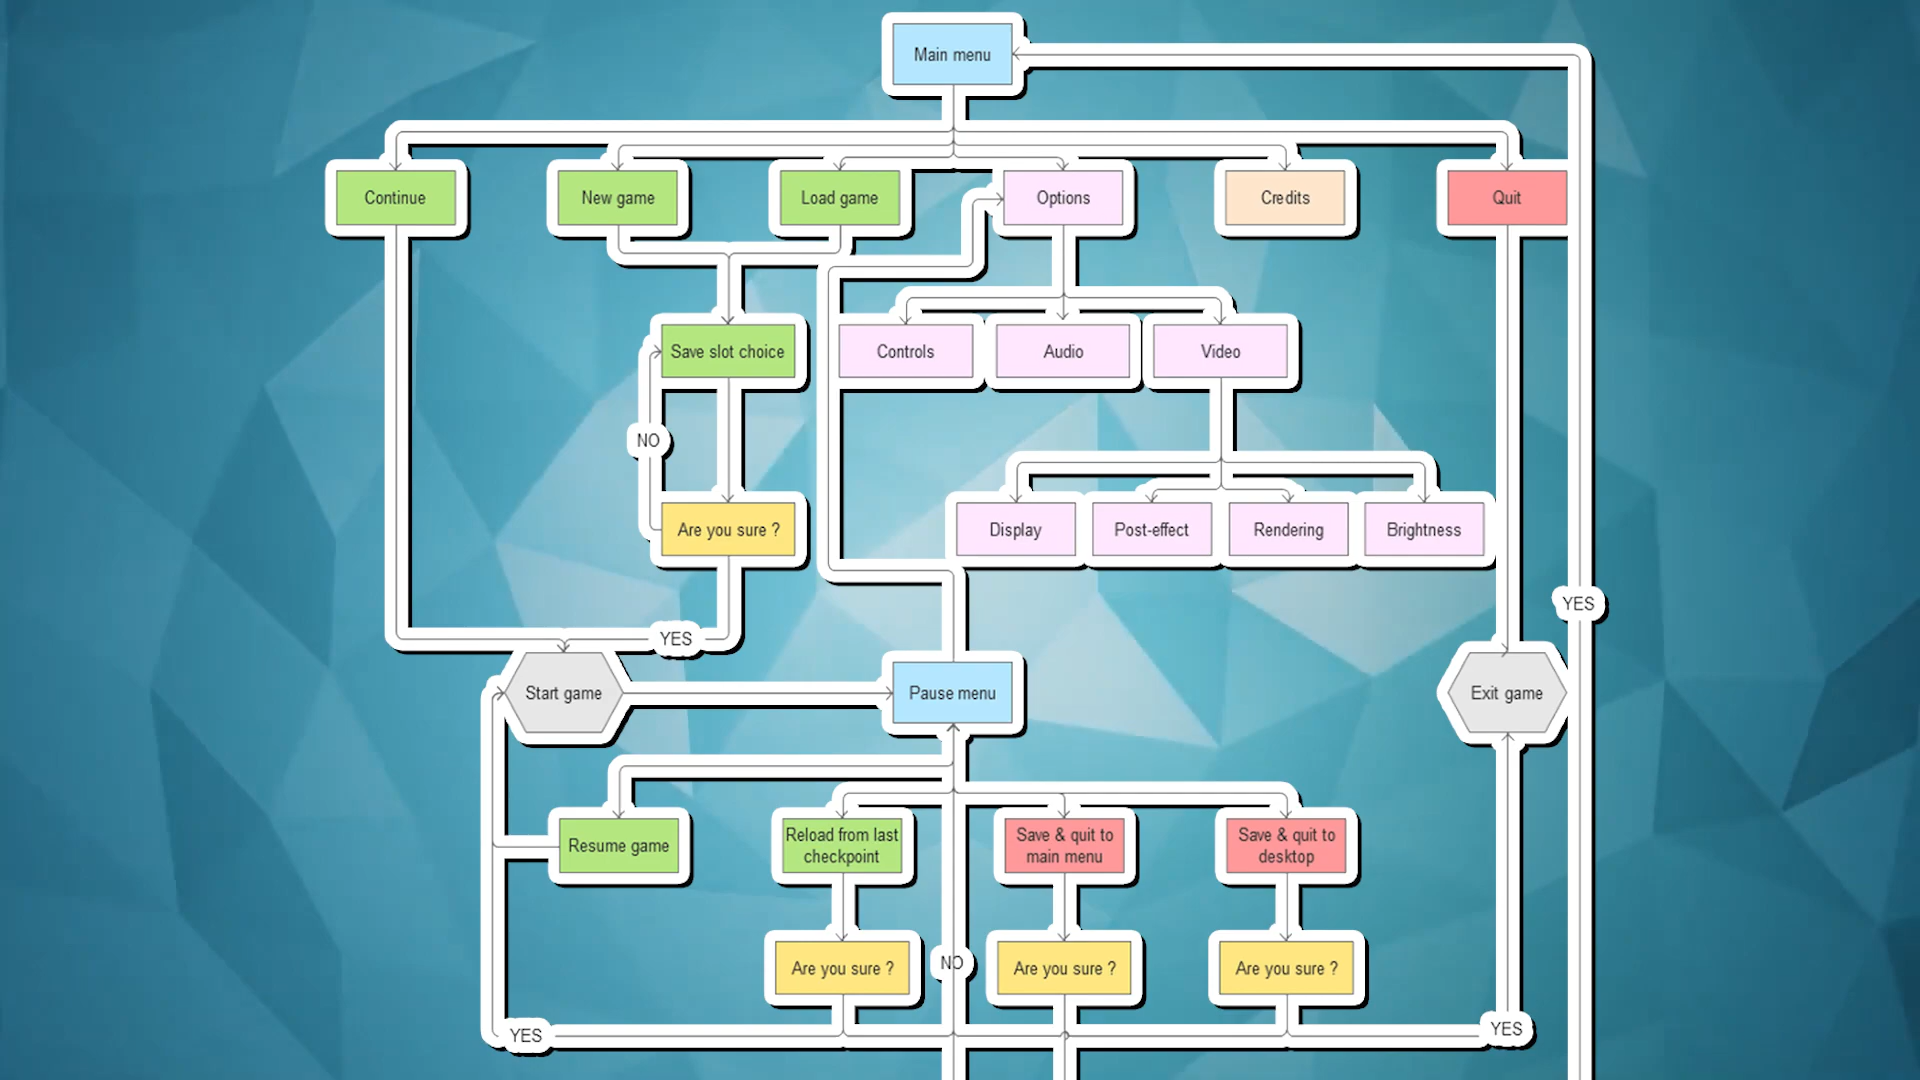 Main menu
Continue
New game
Load game
Options
Credits
Quit
Save slot choice
Controls
Audio
Video
NO
Are you sure ?
Display
Post-effect
Rendering
Brightness
YES
YES
Start game
Pause menu
Exit game
Resume game
Reload from last
checkpoint
Save & quit to
main menu
Save & quit to
desktop
Are you sure ?
NO
Are you sure ?
Are you sure ?
YES
YES